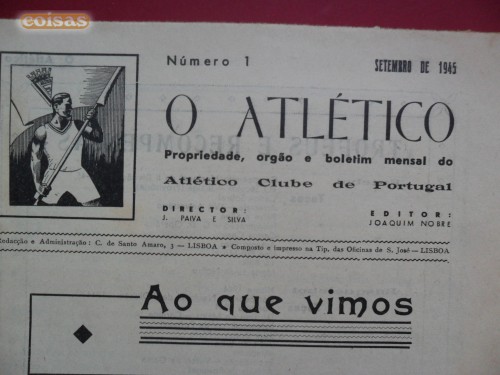 coisas
Número 1
SETEMBRO DE 1945
O ATLÉTICO
Propriedade, orgão e boletim mensal do
Atlético Clube de Portugal
DIRECTOR:
J. PAIVA E SILVA
EDITOR:
JOAQUIM NOBRE
Redacção e Administração: C. de Santo Amaro, 3 — LISBOA * Composto e impresso na Tip. das Oficinas de S. José — LISBOA
Ao que vimos